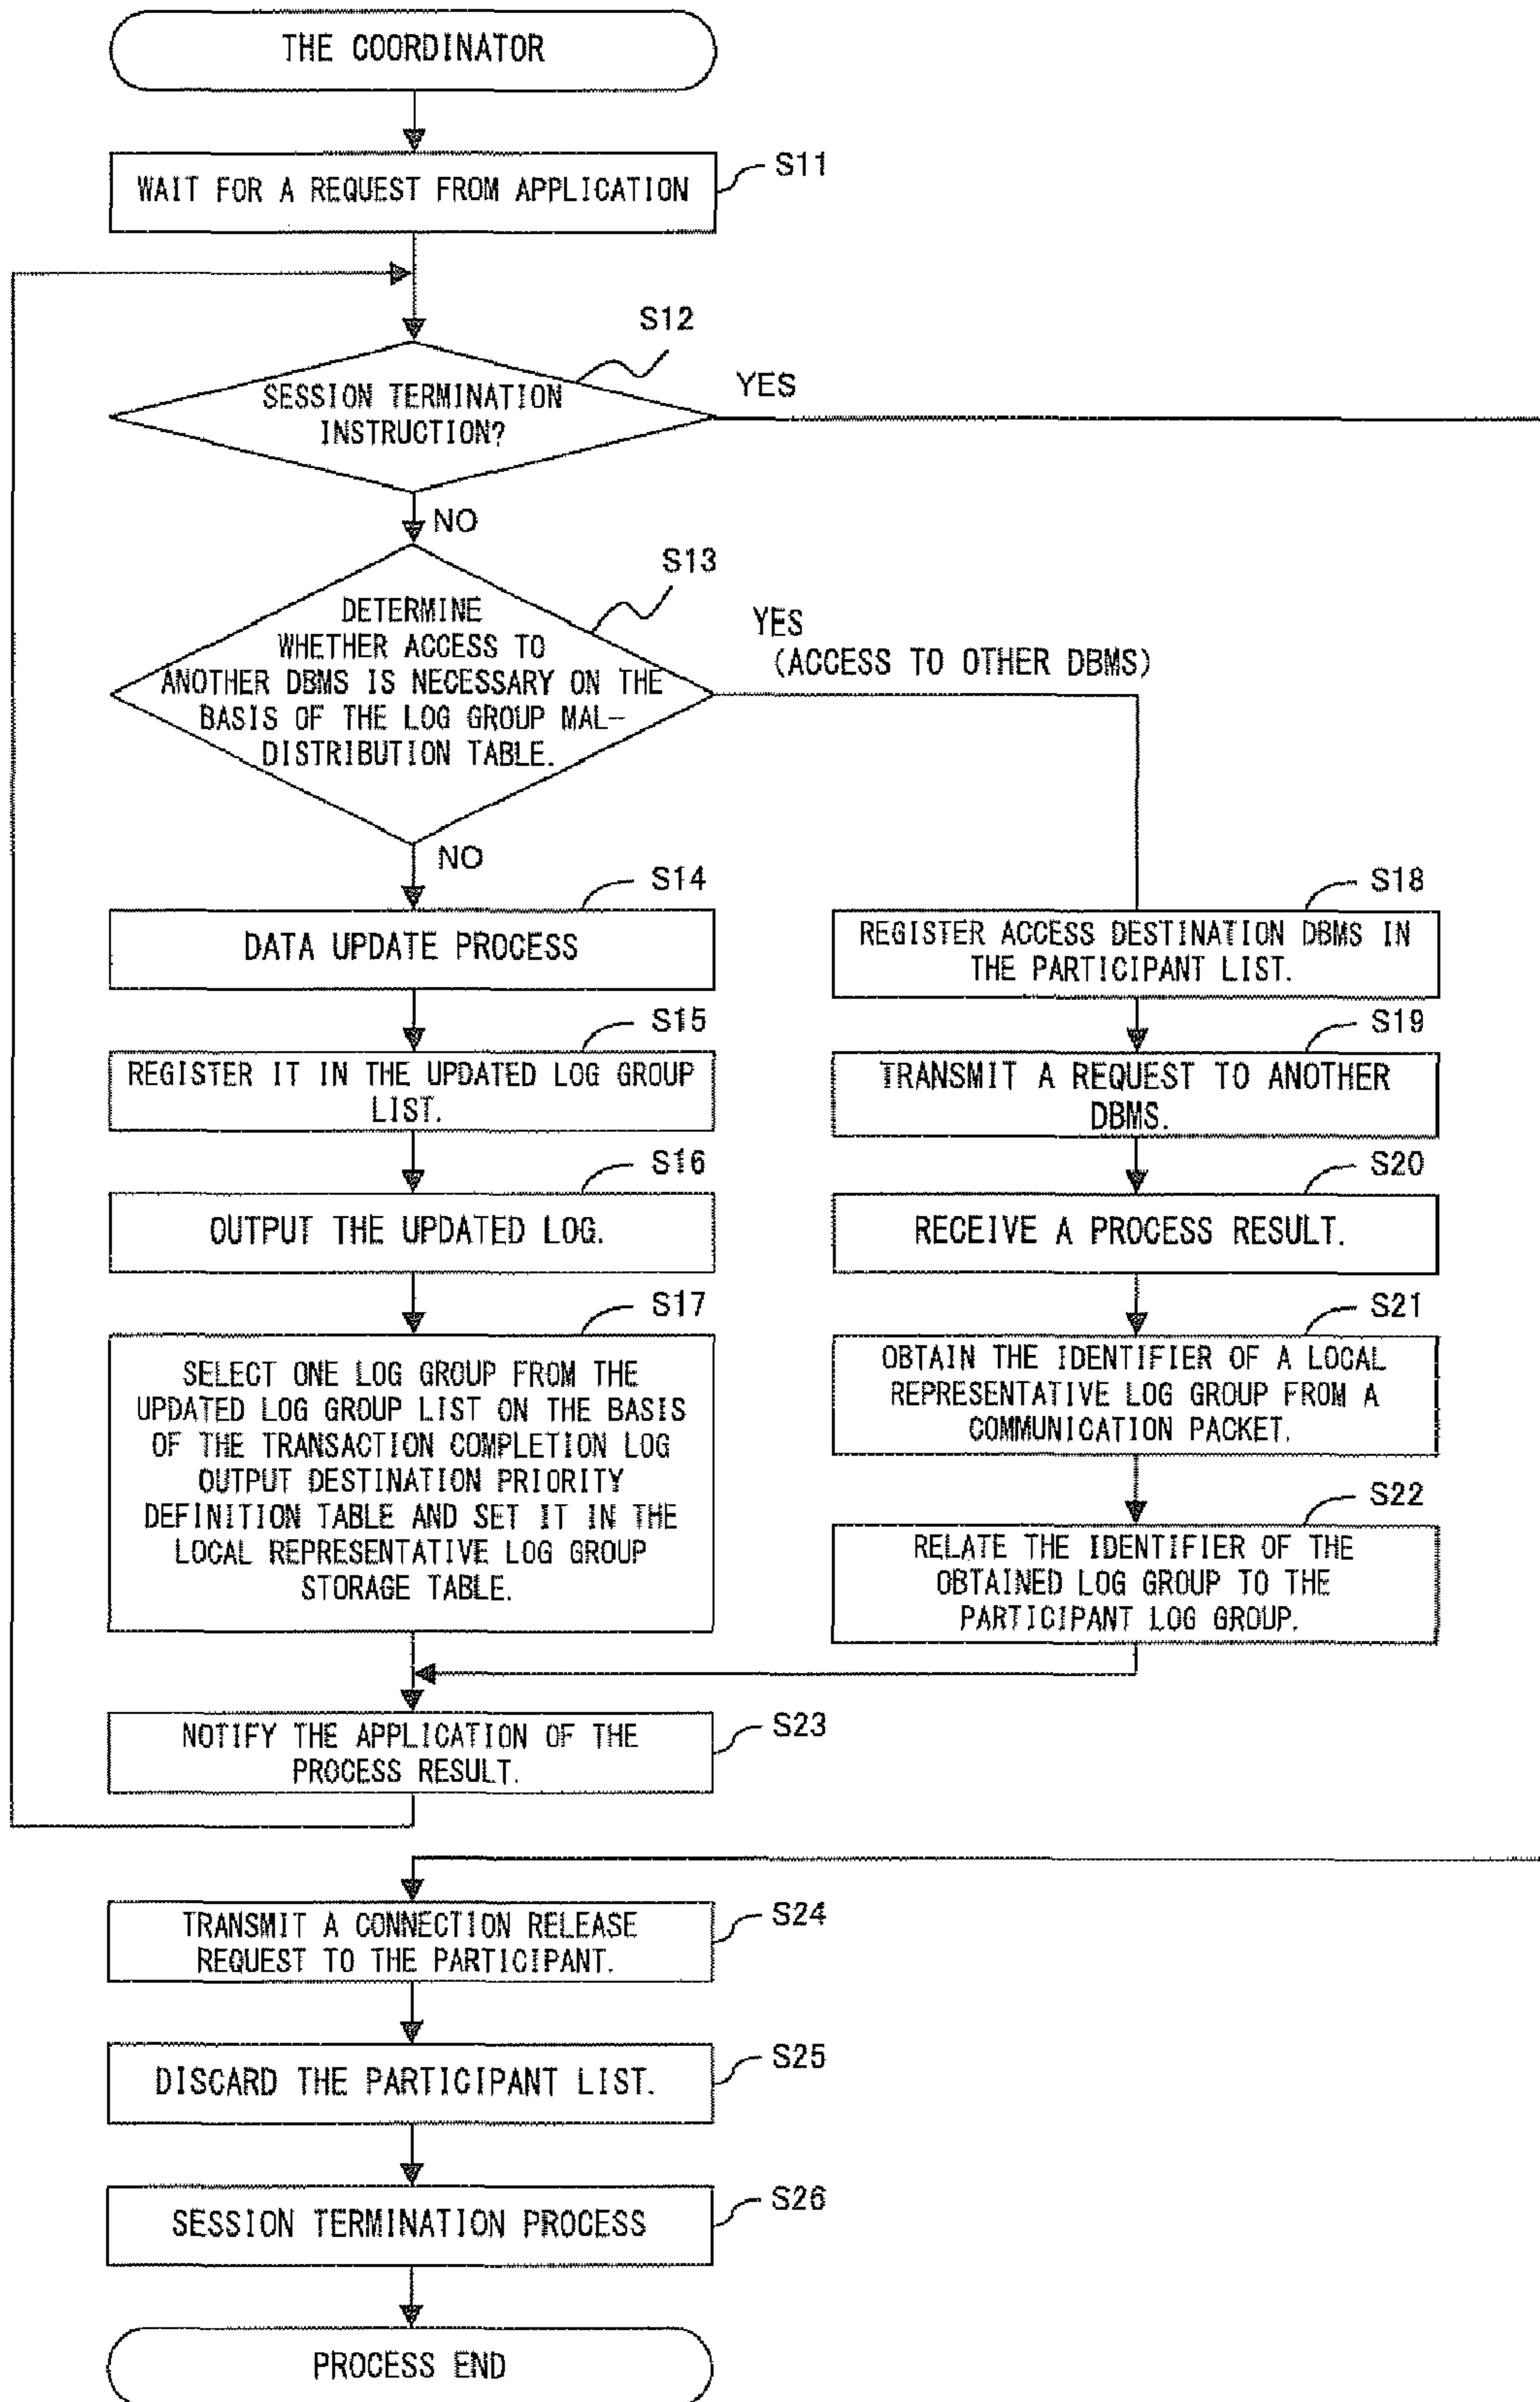 THE COORDINATOR
S11
WAIT FOR A REQUEST FROM APPLICATION
S12
SESSION TERMINATION
INSTRUCTION?
YES
NO
S13
DETERMINE
WHETHER ACCESS TO
ANOTHER DBMS IS NECESSARY ON THE
BASIS OF THE LOG GROUP MAL-
DISTRIBUTION TABLE.
YES
(ACCESS TO OTHER DBMS)
NO
S14
DATA UPDATE PROCESS
S15
REGISTER IT IN THE UPDATED LOG GROUP
LIST.
S16
OUTPUT THE UPDATED LOG.
S17
SELECT ONE LOG GROUP FROM THE
UPDATED LOG GROUP LIST ON THE BASIS
OF THE TRANSACTION COMPLETION LOG
OUTPUT DESTINATION PRIORITY
DEFINITION TABLE AND SET IT IN THE
LOCAL REPRESENTATIVE LOG GROUP
STORAGE TABLE.
S18
REGISTER ACCESS DESTINATION DBMS IN
THE PARTICIPANT LIST.
S19
TRANSMIT A REQUEST TO ANOTHER
DBMS.
S20
RECEIVE A PROCESS RESULT.
S21
OBTAIN THE IDENTIFIER OF A LOCAL
REPRESENTATIVE LOG GROUP FROM A
COMMUNICATION PACKET.
S22
RELATE THE IDENTIFIER OF THE
OBTAINED LOG GROUP TO THE
PARTICIPANT LOG GROUP.
S23
NOTIFY THE APPLICATION OF THE
PROCESS RESULT.
S24
TRANSMIT A CONNECTION RELEASE
REQUEST TO THE PARTICIPANT.
S25
DISCARD THE PARTICIPANT LIST.
S26
SESSION TERMINATION PROCESS
PROCESS END